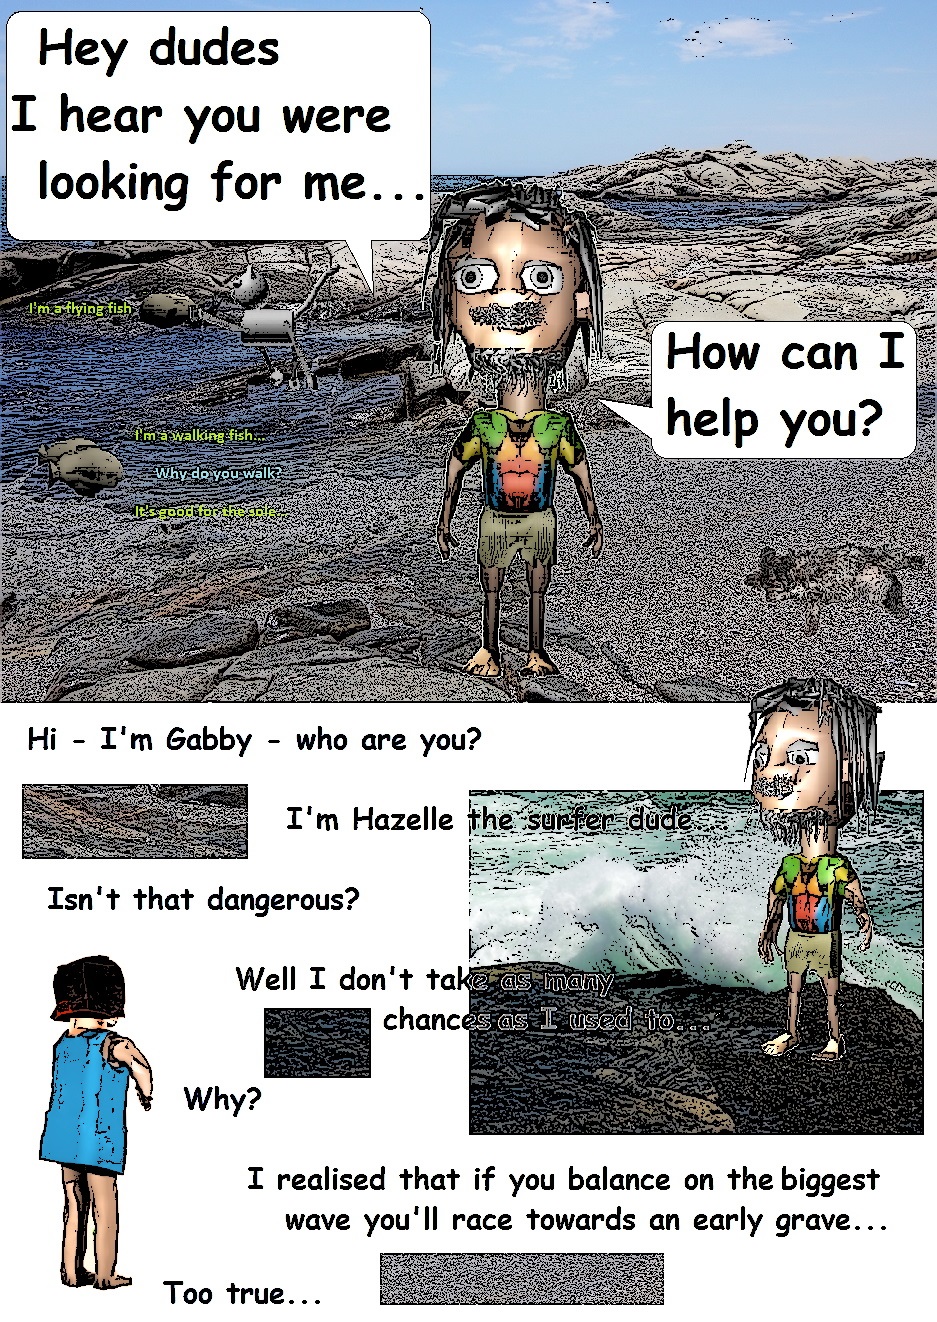 Hey dudes
I hear you were
looking for me...
I'm a flying fish
How can I
help you?
I'm a walking fish...
Why do you walk?
It's good for the sole...
Hi - I'm Gabby - who are you?
I'm Hazelle the surfer dude...
Isn't that dangerous?
Well I don't take as many
chances as I used to...
Why?
I realised that if you balance on the biggest
wave you'll race towards an early grave...
Too true...